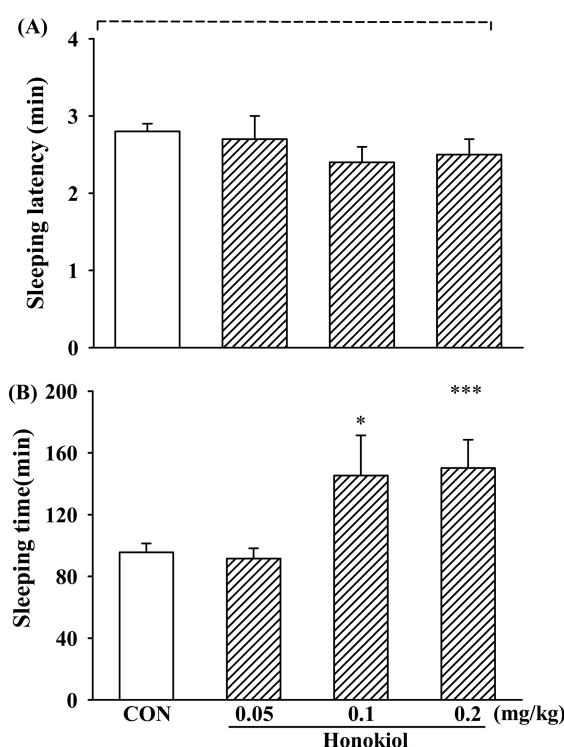 (A)
4
3
2
1
0
Sleeping latency (min)
(B)
200
160
120
80
40
0
Sleeping time(min)
*
***
CON 0.05 0.1 0.2 (mg/kg)
Honokiol